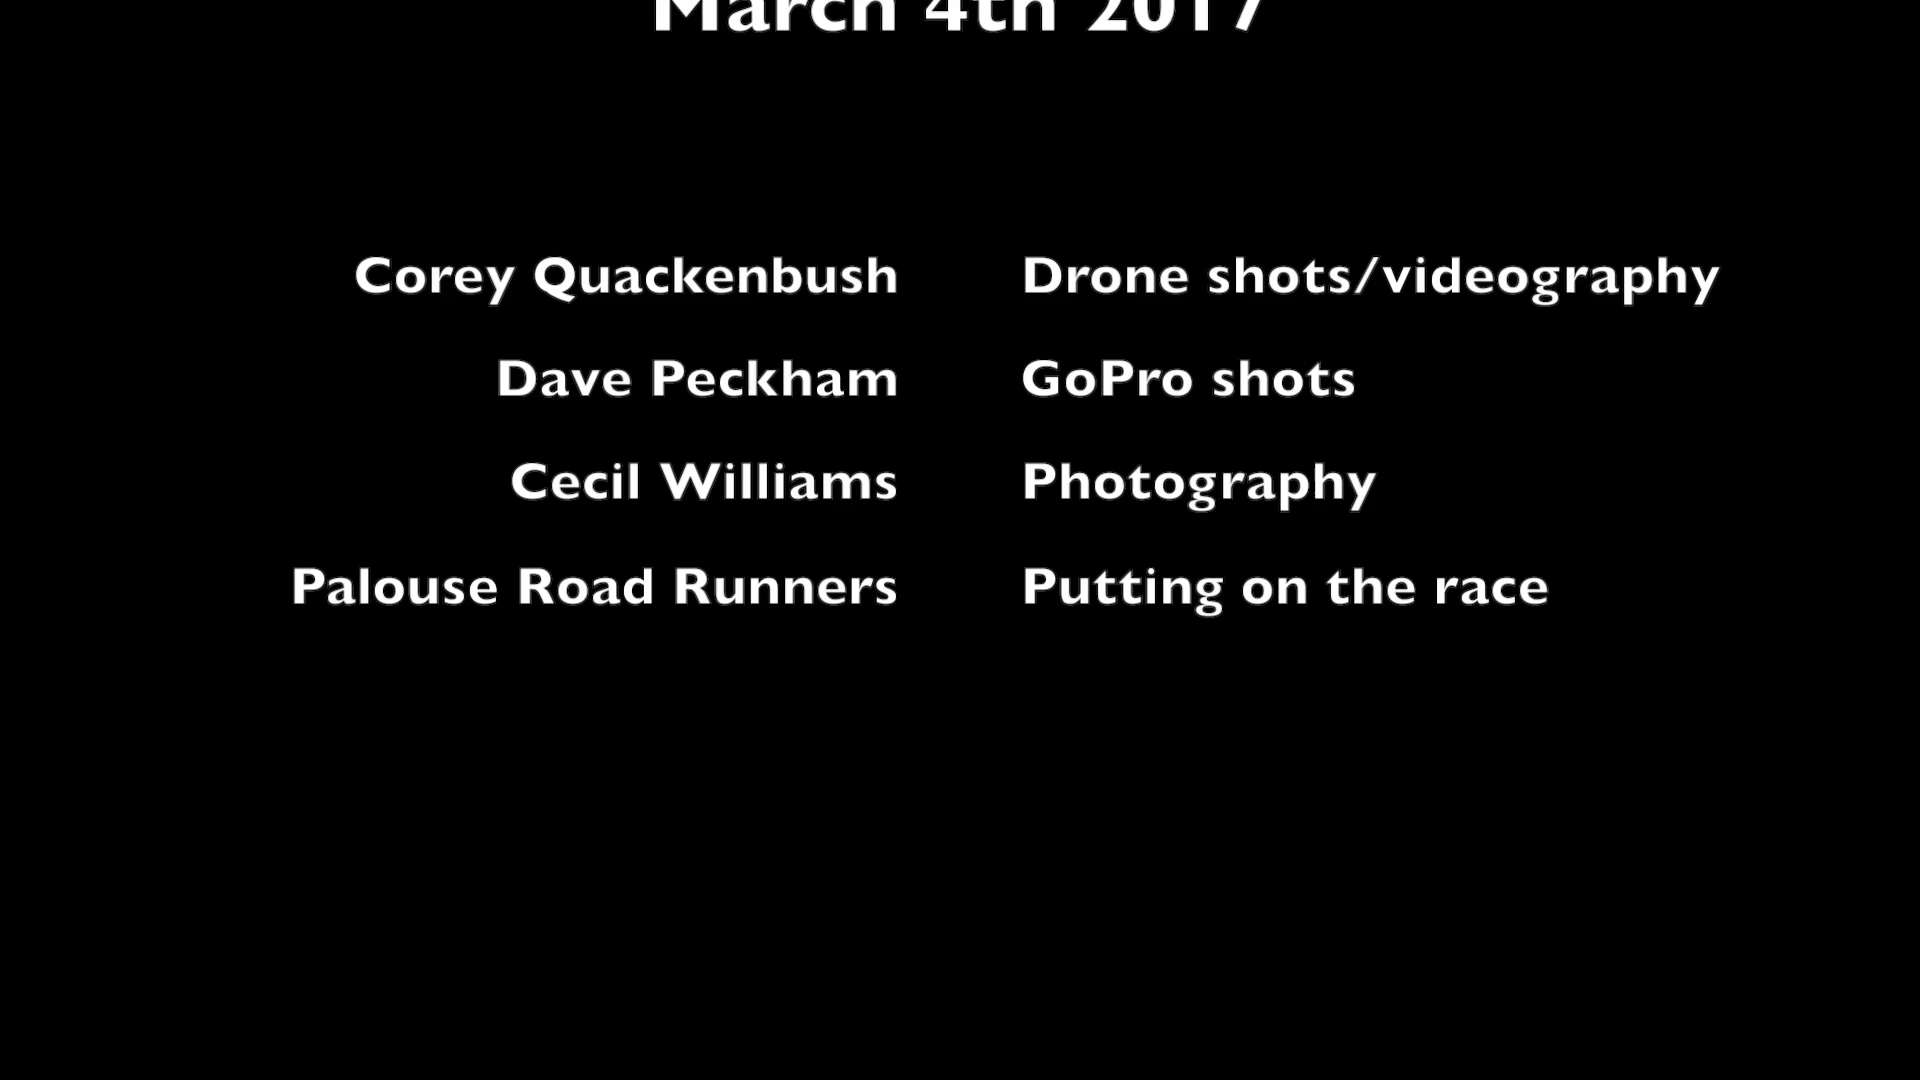 March 4th 2017
Corey Quackenbush Drone shots/videography
Dave Peckham GoPro shots
Cecil Williams Photography
Palouse Road Runners Putting on the race